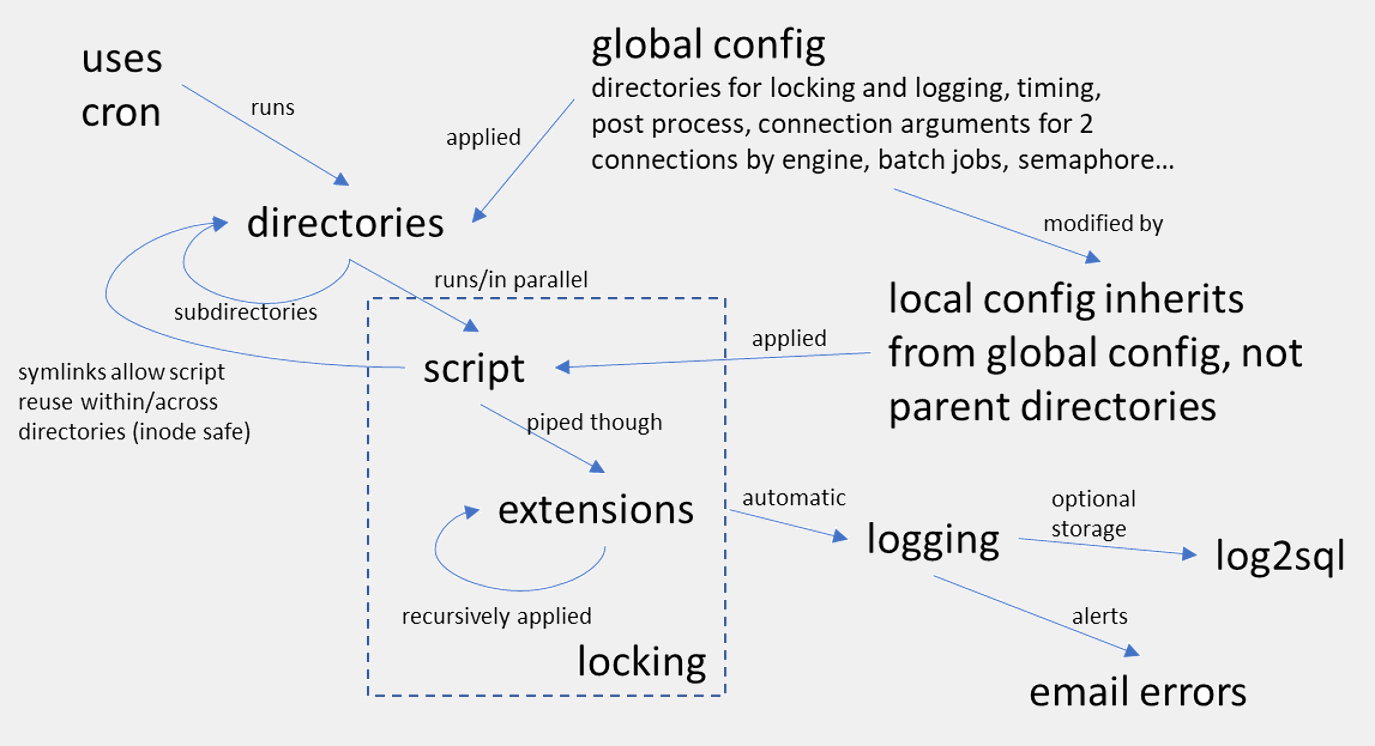 uses
cron
runs
global config
directories for locking and logging, timing,
post process, connection arguments for 2
connections by engine, batch jobs, semaphore...
applied
modified by
directories
subdirectories
runs/in parallel
local config inherits
from global config, not
parent directories
applied
script
symlinks allow script
reuse within/across
directories (inode safe)
piped though
extensions
recursively applied
locking
automatic
logging
optional
storage
log2sql
alerts
email errors